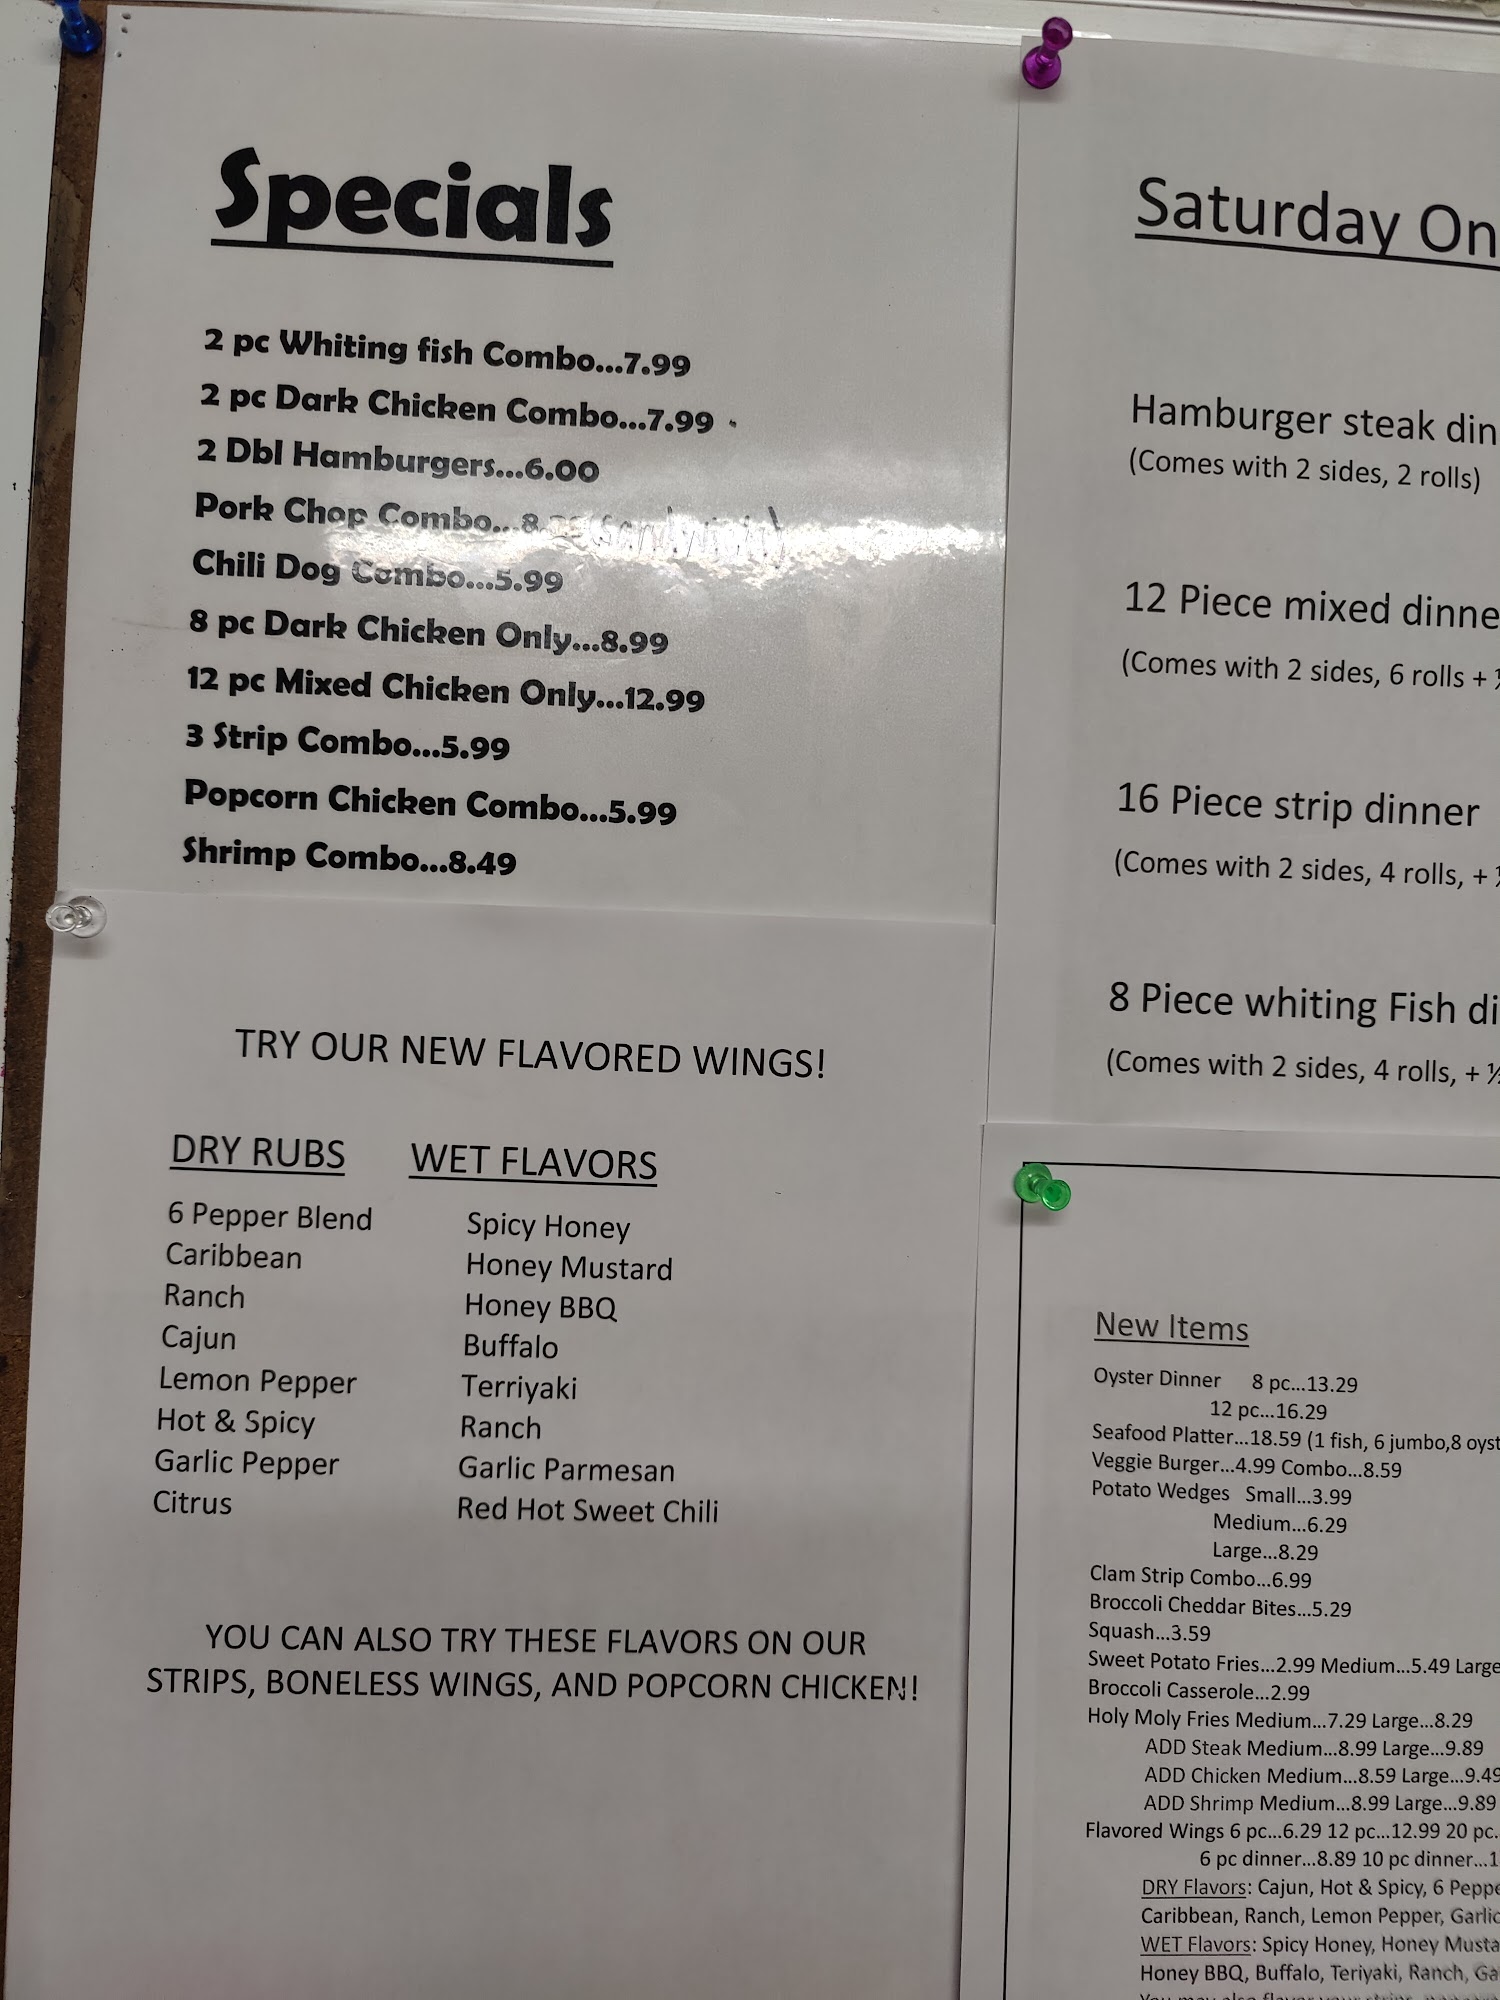 Specials
2 pc Whiting fish Combo...7.99
2 pc Dark Chicken Combo...7.99
2 Dbl Hamburgers...6.00
Pork Chop Combo...8.
Chili Dog Combo...5.99
8 pc Dark Chicken Only...8.99
12 pc Mixed Chicken Only...12.99
3 Strip Combo...5.99
Popcorn Chicken Combo...5.99
Shrimp Combo...8.49
TRY OUR NEW FLAVORED WINGS!
DRY RUBS
6 Pepper Blend
Caribbean
Ranch
Cajun
Lemon Pepper
Hot & Spicy
Garlic Pepper
Citrus
WET FLAVORS
Spicy Honey
Honey Mustard
Honey BBQ
Buffalo
Terriyaki
Ranch
Garlic Parmesan
Red Hot Sweet Chili
YOU CAN ALSO TRY THESE FLAVORS ON OUR
STRIPS, BONELESS WINGS, AND POPCORN CHICKEN!
Saturday On
Hamburger steak din
(Comes with 2 sides, 2 rolls)
12 Piece mixed dinne
(Comes with 2 sides, 6 rolls +
16 Piece strip dinner
(Comes with 2 sides, 4 rolls, +
8 Piece whiting Fish di
(Comes with 2 sides, 4 rolls, + ½
New Items
Oyster Dinner 8 pc...13.29
12 pc...16.29
Seafood Platter...18.59 (1 fish, 6 jumbo,8 oyst
Veggie Burger...4.99 Combo...8.59
Potato Wedges Small...3.99
Medium...6.29
Large...8.29
Clam Strip Combo...6.99
Broccoli Cheddar Bites...5.29
Squash...3.59
Sweet Potato Fries...2.99 Medium...5.49 Large
Broccoli Casserole...2.99
Holy Moly Fries Medium...7.29 Large...8.29
ADD Steak Medium...8.99 Large...9.89
ADD Chicken Medium...8.59 Large...9.49
ADD Shrimp Medium...8.99 Large...9.89
Flavored Wings 6 pc...6.29 12 pc...12.99 20 pc.
6 pc dinner...8.89 10 pc dinner...1
DRY Flavors: Cajun, Hot & Spicy, 6 Peppe
Caribbean, Ranch, Lemon Pepper, Garlic
WET Flavors: Spicy Honey, Honey Musta
Honey BBQ, Buffalo, Teriyaki, Ranch, Ga